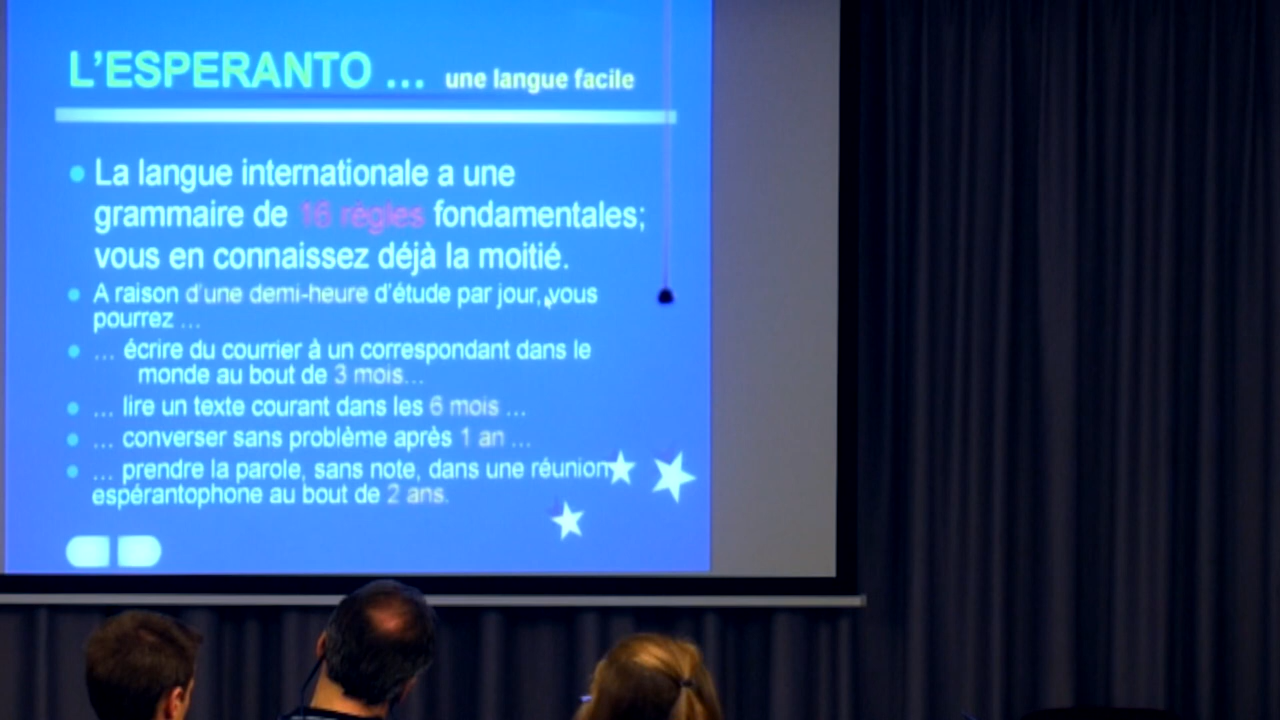 L'ESPERANTO ... une langue facile
La langue internationale a une
grammaire de 16 règles fondamentales;
vous en connaissez déjà la moitié.
A raison d'une demi-heure d'étude par jour, vous
pourrez ...
... écrire du courrier à un correspondant dans le
monde au bout de 3 mois...
... lire un texte courant dans les 6 mois ...
... converser sans problème après 1 an ...
... prendre la parole, sans note, dans une réunion
espérantophone au bout de 2 ans.